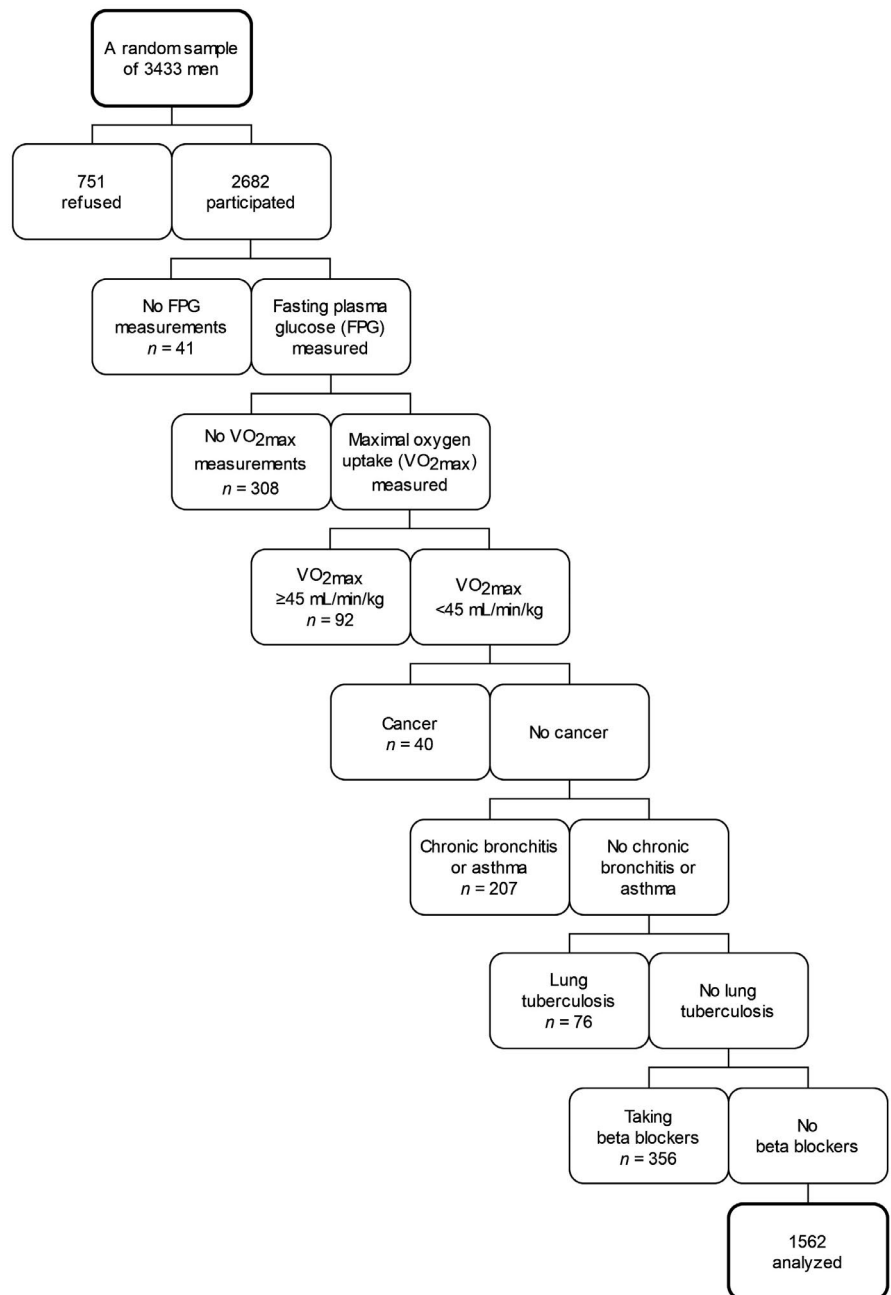 A random sample
of 3433 men
751
refused
2682
participated
No FPG
measurements
n = 41
Fasting plasma
glucose (FPG)
measured
No VO2max
measurements
n = 308
Maximal oxygen
uptake (VO2max)
measured
VO2max
≥45 mL/min/kg
n = 92
VO2max
<45 mL/min/kg
Cancer
n = 40
No cancer
Chronic bronchitis
or asthma
n = 207
No chronic
bronchitis or
asthma
Lung
tuberculosis
n = 76
No lung
tuberculosis
Taking
beta blockers
n = 356
No
beta blockers
1562
analyzed